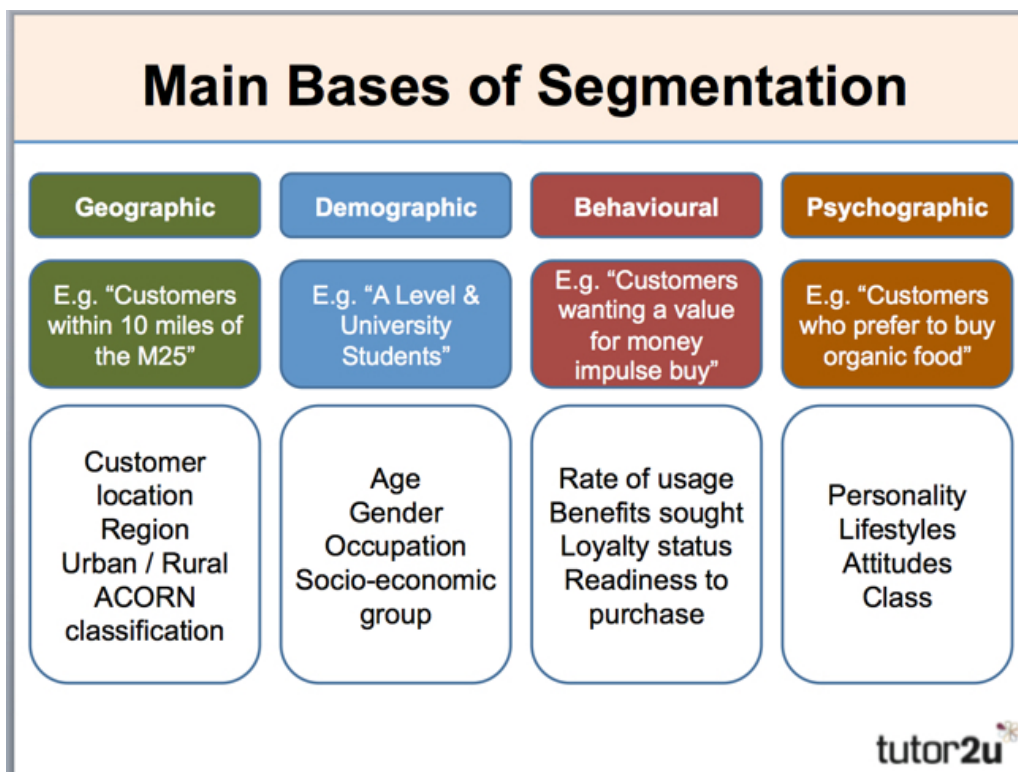 Main Bases of Segmentation
Geographic
Demographic
Behavioural
Psychographic
E.g. “Customers
within 10 miles of
the M25”
E.g. “A Level &
University
Students”
E.g. “Customers
wanting a value
for money
impulse buy”
E.g. “Customers
who prefer to buy
organic food”
Customer
location
Region
Urban / Rural
ACORN
classification
Age
Gender
Occupation
Socio-economic
group
Rate of usage
Benefits sought
Loyalty status
Readiness to
purchase
Personality
Lifestyles
Attitudes
Class
tutor2u